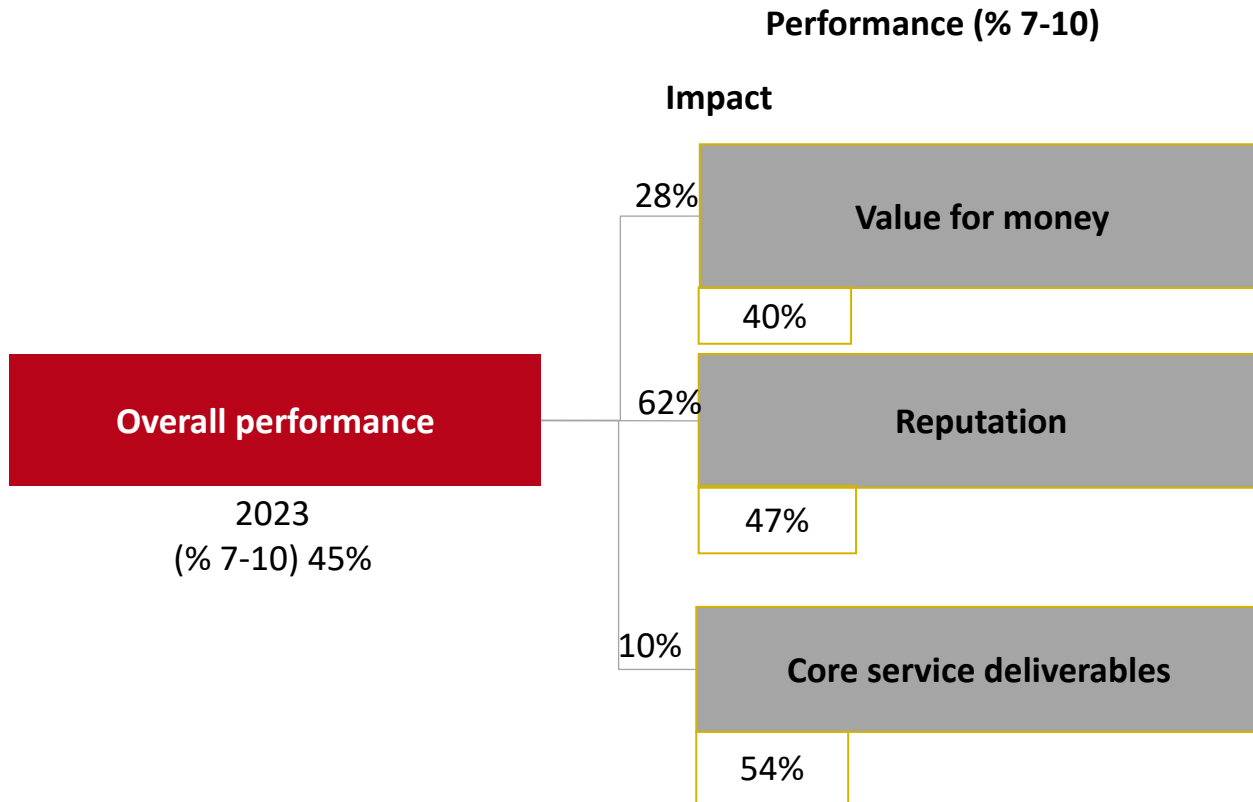 Performance (% 7-10)
Impact
28%
Value for money
40%
Overall performance
2023
(% 7-10) 45%
62%
Reputation
47%
10%
Core service deliverables
54%